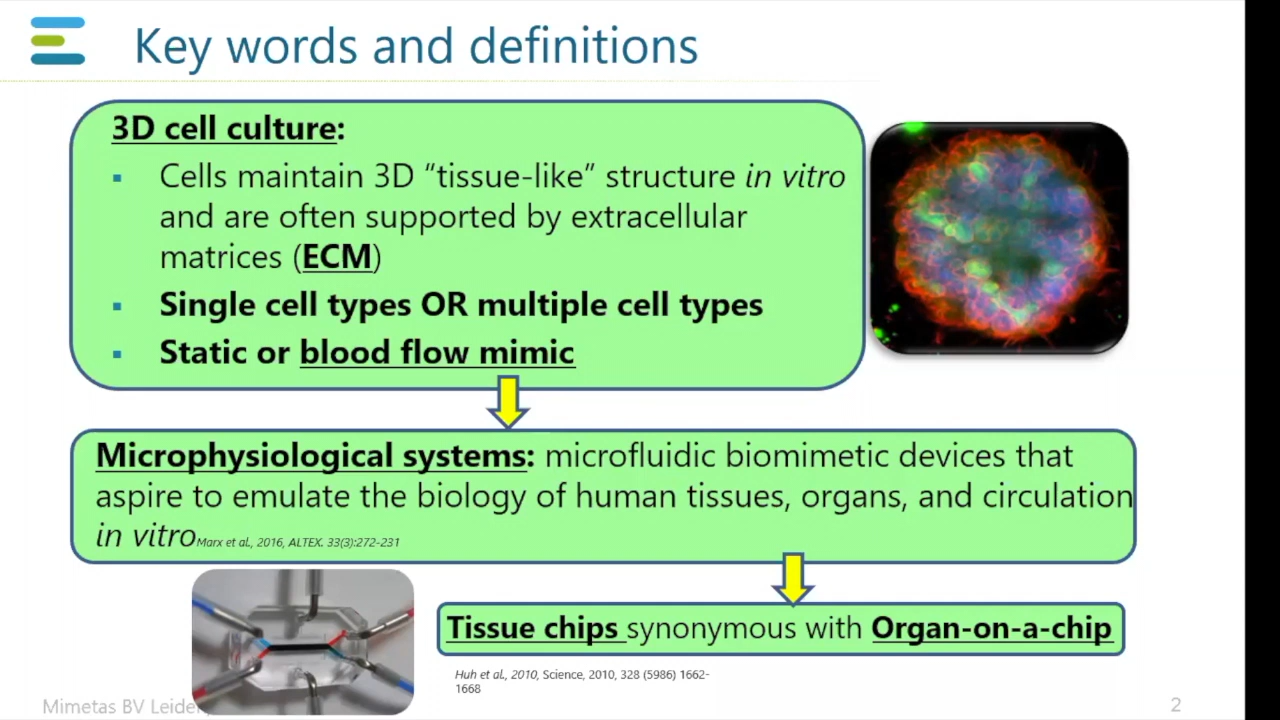 Key words and definitions
3D cell culture:
▪ Cells maintain 3D “tissue-like” structure in vitro
and are often supported by extracellular
matrices (ECM)
▪ Single cell types OR multiple cell types
▪ Static or blood flow mimic
Microphysiological systems: microfluidic biomimetic devices that
aspire to emulate the biology of human tissues, organs, and circulation
in vitro Marx et al., 2016, ALTEX. 33(3):272-231
Tissue chips synonymous with Organ-on-a-chip
Huh et al., 2010, Science, 2010, 328 (5986) 1662-
1668
Mimetas BV
2